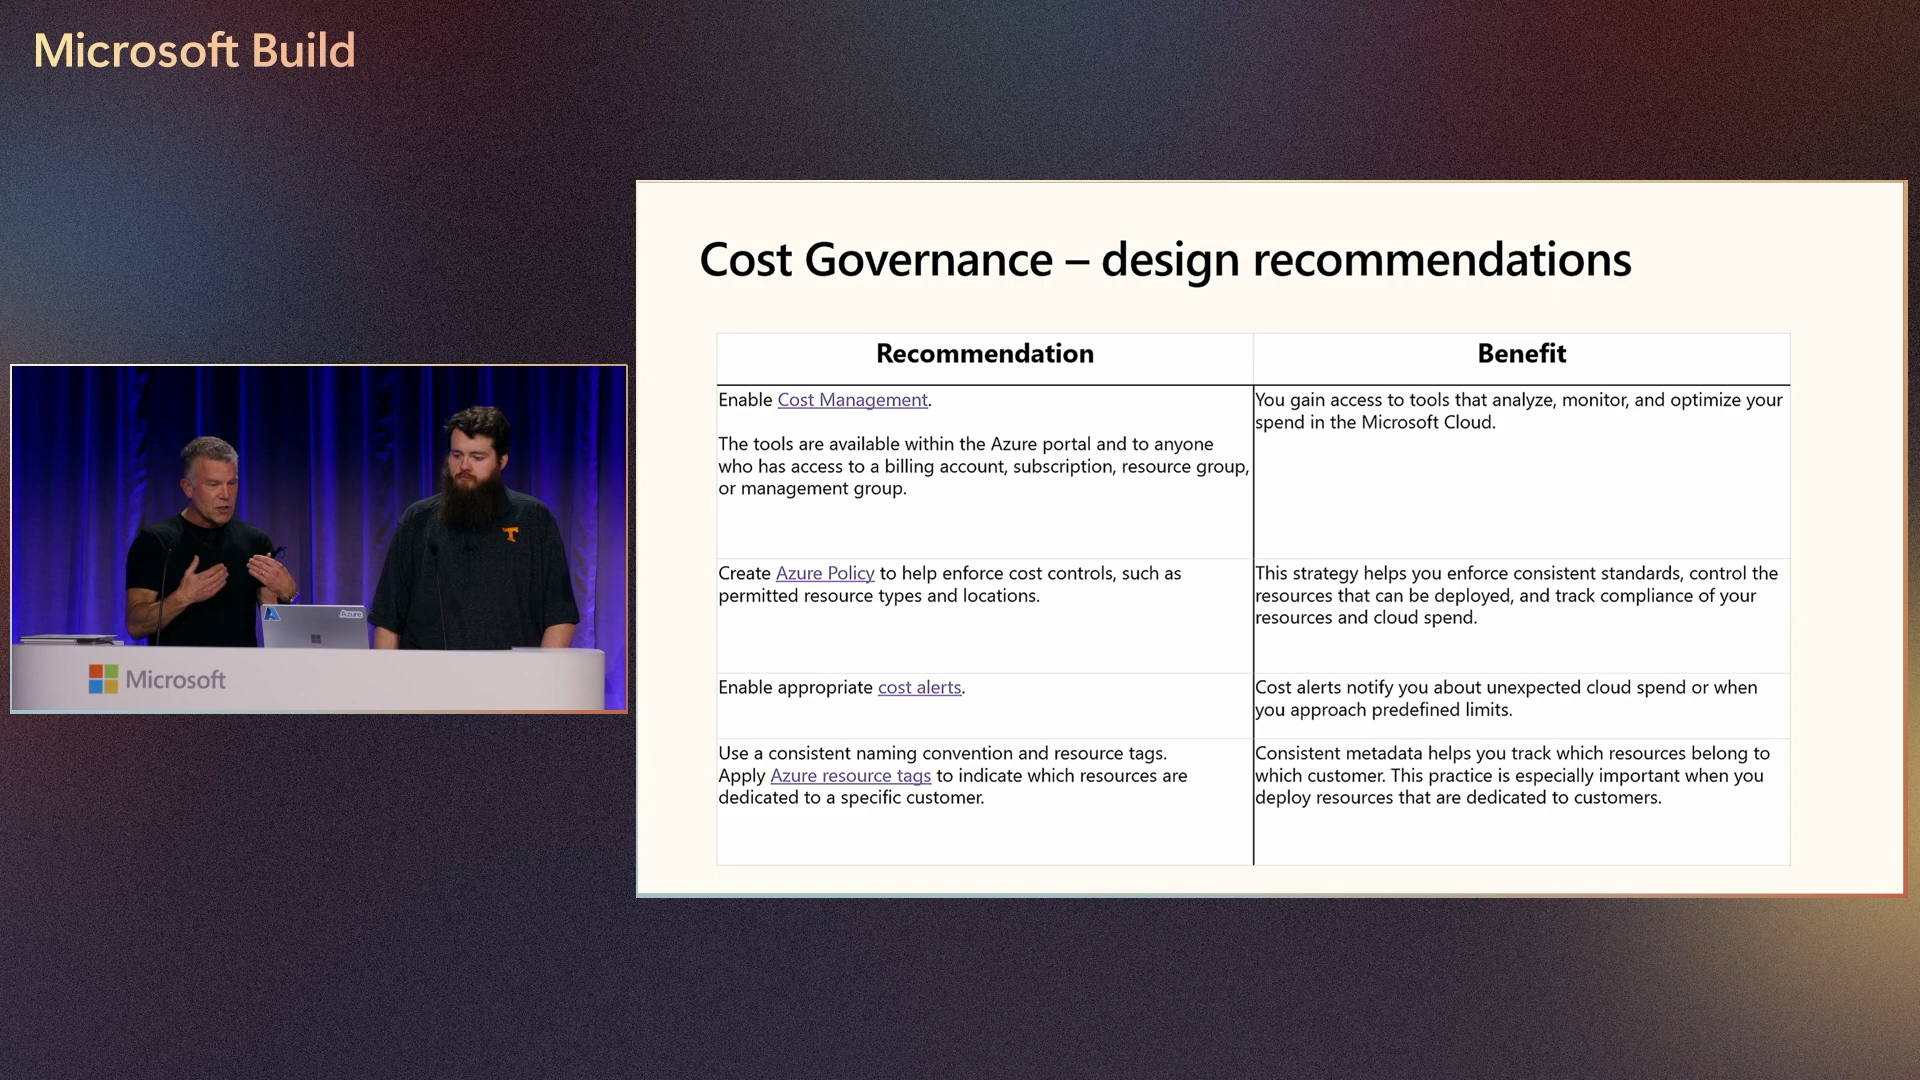 Microsoft Build
Cost Governance – design recommendations
Recommendation
Benefit
Enable Cost Management.
The tools are available within the Azure portal and to anyone
who has access to a billing account, subscription, resource group,
or management group.
You gain access to tools that analyze, monitor, and optimize your
spend in the Microsoft Cloud.
Create Azure Policy to help enforce cost controls, such as
permitted resource types and locations.
This strategy helps you enforce consistent standards, control the
resources that can be deployed, and track compliance of your
resources and cloud spend.
Enable appropriate cost alerts.
Cost alerts notify you about unexpected cloud spend or when
you approach predefined limits.
Use a consistent naming convention and resource tags.
Apply Azure resource tags to indicate which resources are
dedicated to a specific customer.
Consistent metadata helps you track which resources belong to
which customer. This practice is especially important when you
deploy resources that are dedicated to customers.
T
Azure
Microsoft